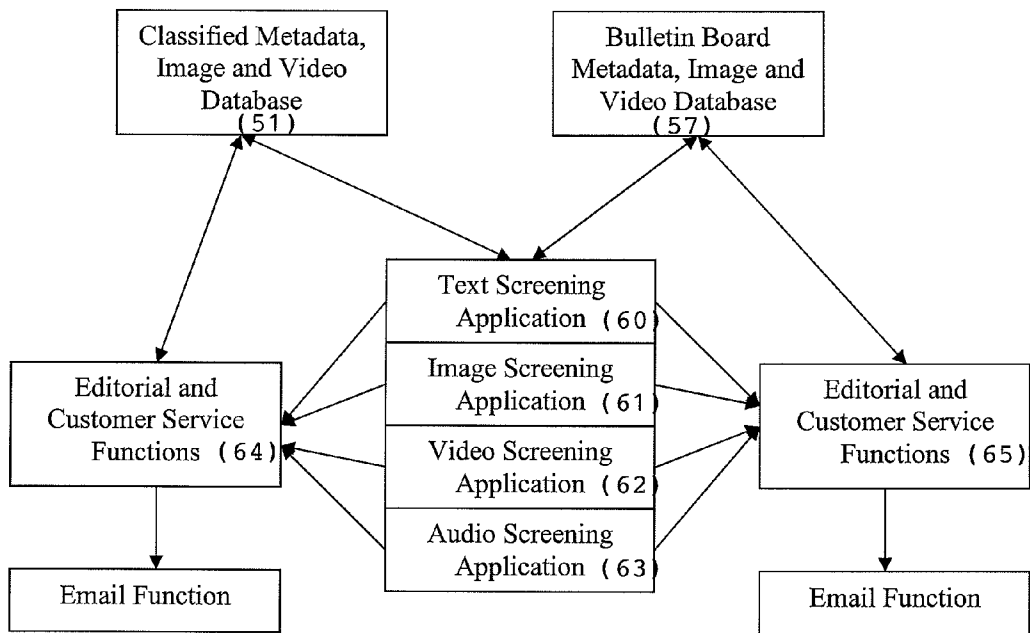 Classified Metadata,
Image and Video
Database
(51)
Bulletin Board
Metadata, Image and
Video Database
(57)
Text Screening
Application (60)
Image Screening
Application (61)
Video Screening
Application (62)
Audio Screening
Application (63)
Editorial and
Customer Service
Functions (64)
Editorial and
Customer Service
Functions (65)
Email Function
Email Function